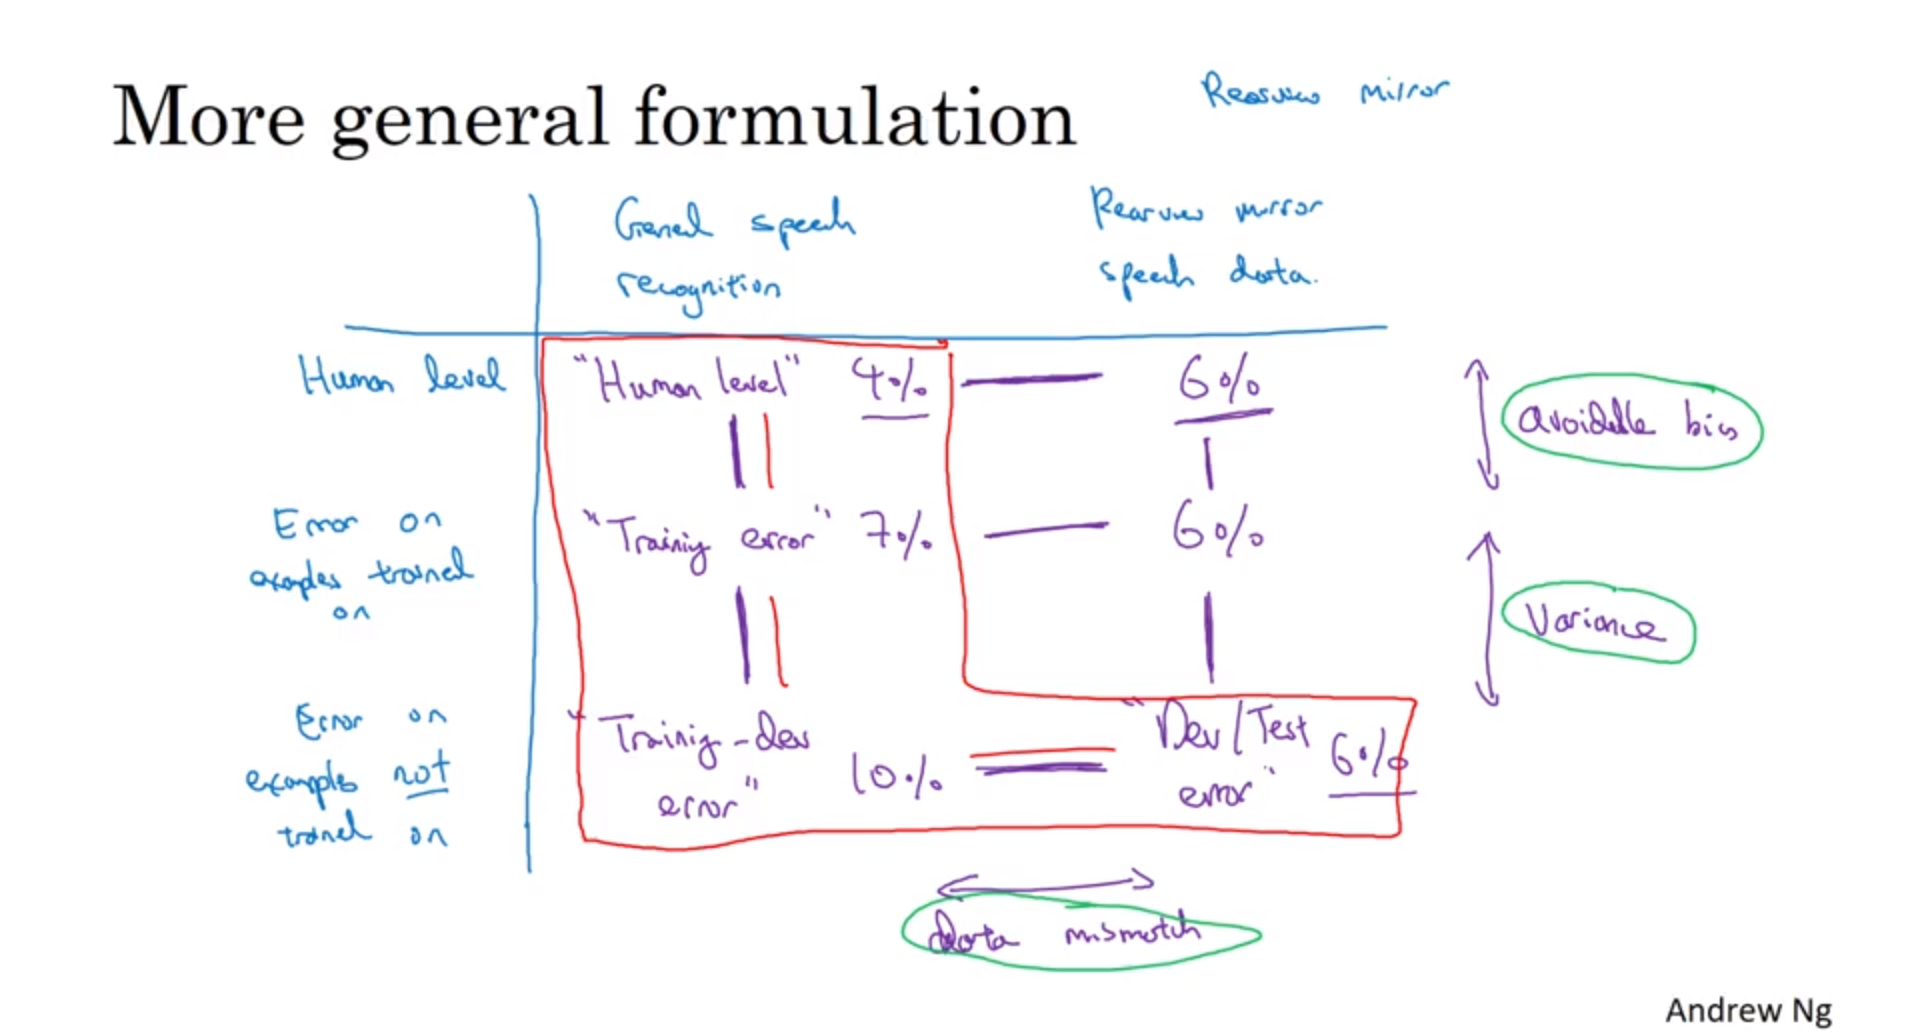 More general formulation
Rearview mirror
General speech
recognition
Rearview mirror
speech data.
Human level
"Human level" 4%
6%
avoidable bias
Error on
examples trained
on
"Training error" 7%
6%
Variance
Error on
examples not
trained on
"Training-dev
error" 10%
"Dev/Test
error" 6%
data mismatch
Andrew Ng